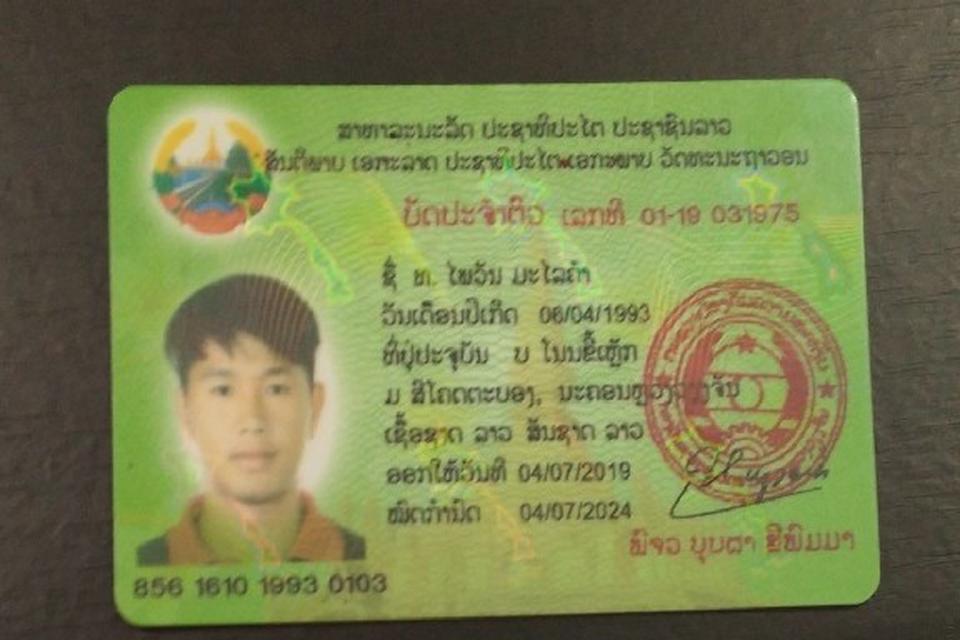 ສາທາລະນະລັດ ປະຊາທິປະໄຕ ປະຊາຊົນລາວ
ສັນຕິພາບ ເອກະລາດ ປະຊາທິປະໄຕ ເອກະພາບ ວັດທະນະຖາວອນ
ບັດປະຈຳຕົວ ເລກທີ 01-19 031975
ຊື່ ທ. ໄພວັນ ມະໄລຄຳ
ວັນເດືອນປີເກີດ 06/04/1993
ທີ່ຢູ່ປະຈຸບັນ ບ ໂນນຂີ້ເຫຼັກ
ມ ສີໂຄດຕະບອງ, ນະຄອນຫຼວງວຽງຈັນ
ເຊື້ອຊາດ ລາວ ສັນຊາດ ລາວ
ອອກໃຫ້ວັນທີ 04/07/2019
ໝົດກຳນົດ 04/07/2024
ພົຈວ ບຸບຜາ ສີພິມມາ
856 1610 1993 0103